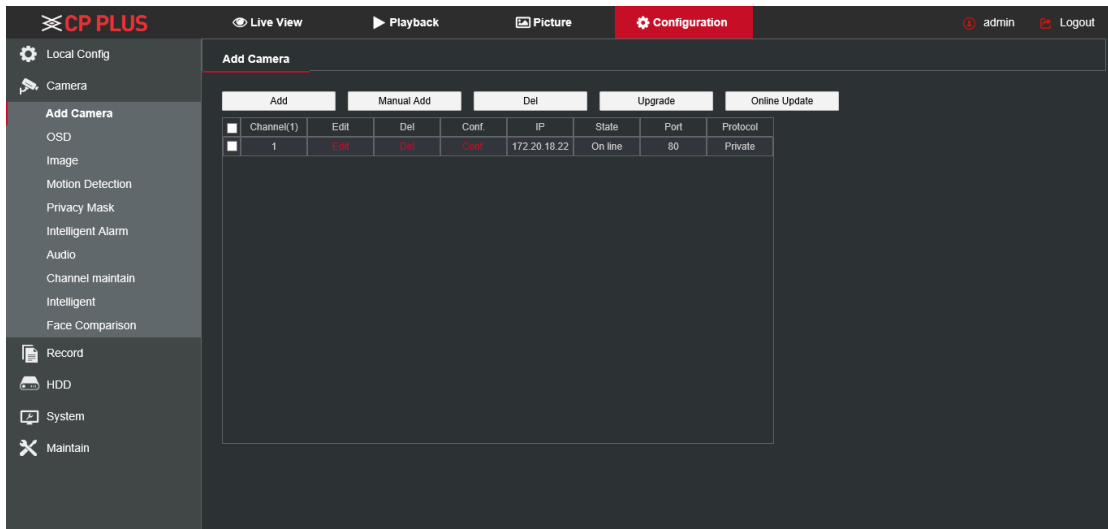 CP PLUS Live View Playback Picture Configuration admin Logout
Local Config
Add Camera
Camera
Add Manual Add Del Upgrade Online Update
Add Camera
Channel(1) Edit Del Conf. IP State Port Protocol
OSD
1 Edit Del Conf 172.20.18.22 On line 80 Private
Image
Motion Detection
Privacy Mask
Intelligent Alarm
Audio
Channel maintain
Intelligent
Face Comparison
Record
HDD
System
Maintain